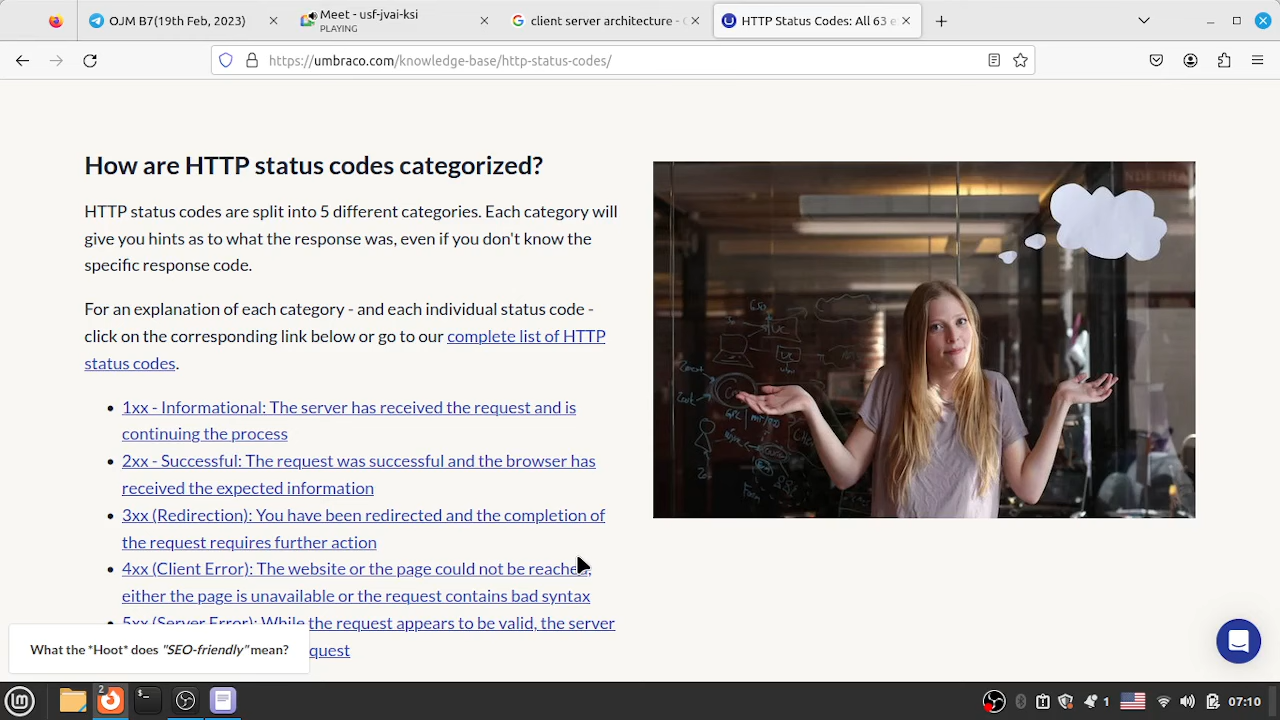 OJM B7(19th Feb, 2023)
Meet - usf-jvai-ksi
PLAYING
client server architecture -
HTTP Status Codes: All 63 e
https://umbraco.com/knowledge-base/http-status-codes/
How are HTTP status codes categorized?
HTTP status codes are split into 5 different categories. Each category will
give you hints as to what the response was, even if you don't know the
specific response code.
For an explanation of each category - and each individual status code -
click on the corresponding link below or go to our complete list of HTTP
status codes.
1xx - Informational: The server has received the request and is
continuing the process
2xx - Successful: The request was successful and the browser has
received the expected information
3xx (Redirection): You have been redirected and the completion of
the request requires further action
4xx (Client Error): The website or the page could not be reached,
either the page is unavailable or the request contains bad syntax
5xx (Server Error): While the request appears to be valid, the server
quest
What the *Hoot* does "SEO-friendly" mean?
2
1
07:10